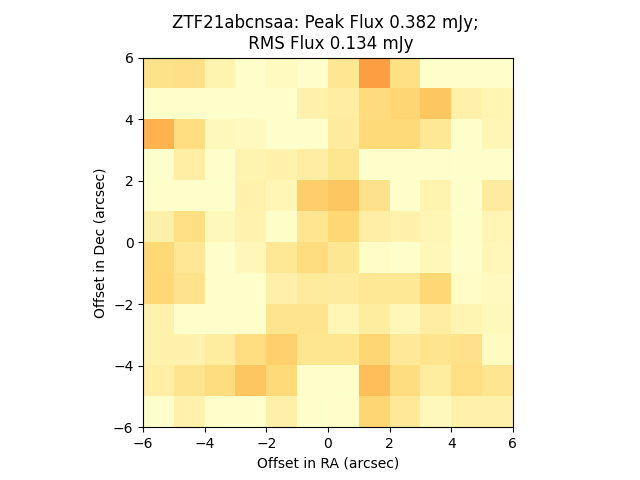 ZTF21abcnsaa: Peak Flux 0.382 mJy;
RMS Flux 0.134 mJy
6
4
2
0
−2
−4
−6
Offset in Dec (arcsec)
−6 −4 −2 0 2 4 6
Offset in RA (arcsec)